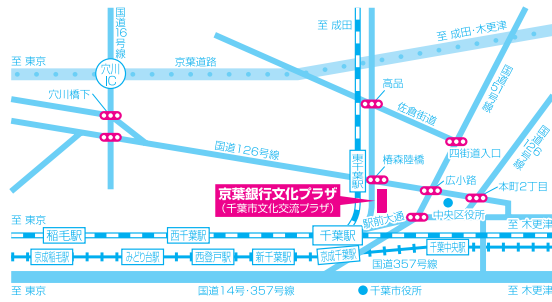 国道16号線
至 成田
至 成田・木更津
至 東京
京葉道路
穴川
IC
穴川橋下
高品
佐倉街道
国道51号線
国道126号線
四街道入口
国道126号線
東千葉駅
椿森陸橋
広小路
本町2丁目
京葉銀行文化プラザ
(千葉市文化交流プラザ)
駅前大通
中央区役所
至 東京
稲毛駅
西千葉駅
千葉駅
至 木更津
京成稲毛駅
みどり台駅
西登戸駅
新千葉駅
京成千葉駅
千葉中央駅
国道357号線
至 東京
国道14号・357号線
千葉市役所
至 木更津